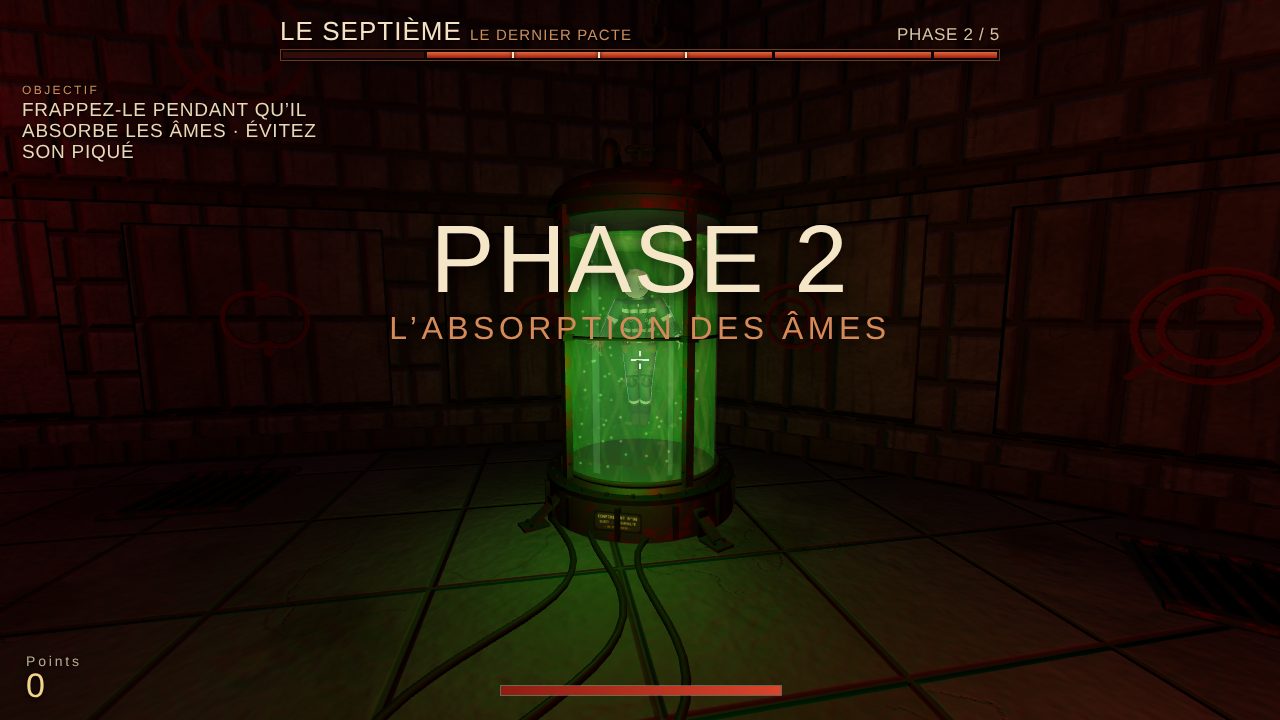 LE SEPTIÈME LE DERNIER PACTE
PHASE 2 / 5
OBJECTIF
FRAPPEZ-LE PENDANT QU’IL
ABSORBE LES ÂMES · ÉVITEZ
SON PIQUÉ
PHASE 2
L’ABSORPTION DES ÂMES
Points
0